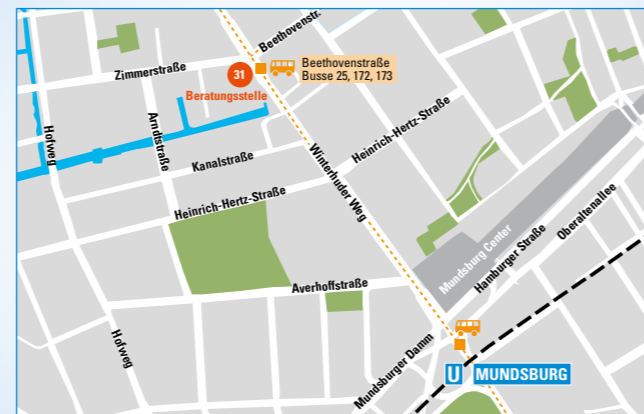 Beethovenstr.
Zimmerstraße
31
Beethovenstraße
Busse 25, 172, 173
Beratungsstelle
Hofweg
Arndtstraße
Kanalstraße
Heinrich-Hertz-Straße
Heinrich-Hertz-Straße
Winterhuder Weg
Mundsburg Center
Hamburger Straße
Oberaltenallee
Averhoffstraße
Hofweg
Mundsburger Damm
U MUNDSBURG